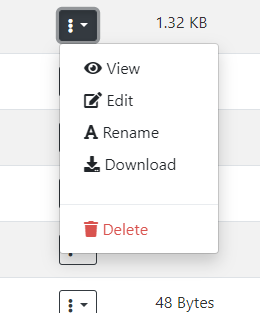 1.32 KB
View
Edit
Rename
Download
Delete
48 Bytes